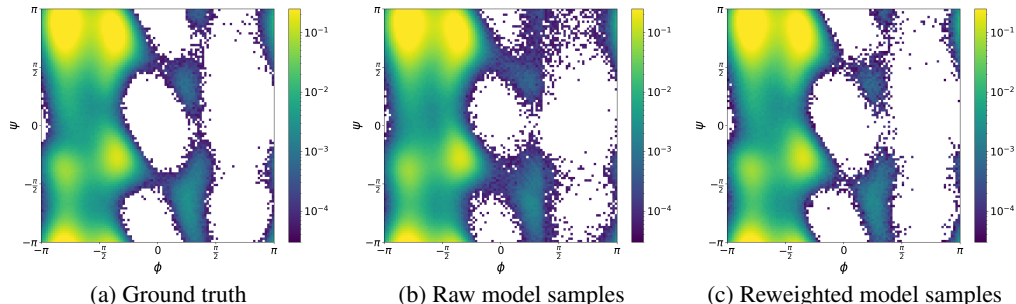 π
π/2
0
-π/2
-π
ψ
-π
-π/2
0
π/2
π
ϕ
10⁻¹
10⁻²
10⁻³
10⁻⁴
(a) Ground truth
π
π/2
0
-π/2
-π
ψ
-π
-π/2
0
π/2
π
ϕ
10⁻¹
10⁻²
10⁻³
10⁻⁴
(b) Raw model samples
π
π/2
0
-π/2
-π
ψ
-π
-π/2
0
π/2
π
ϕ
10⁻¹
10⁻²
10⁻³
10⁻⁴
(c) Reweighted model samples